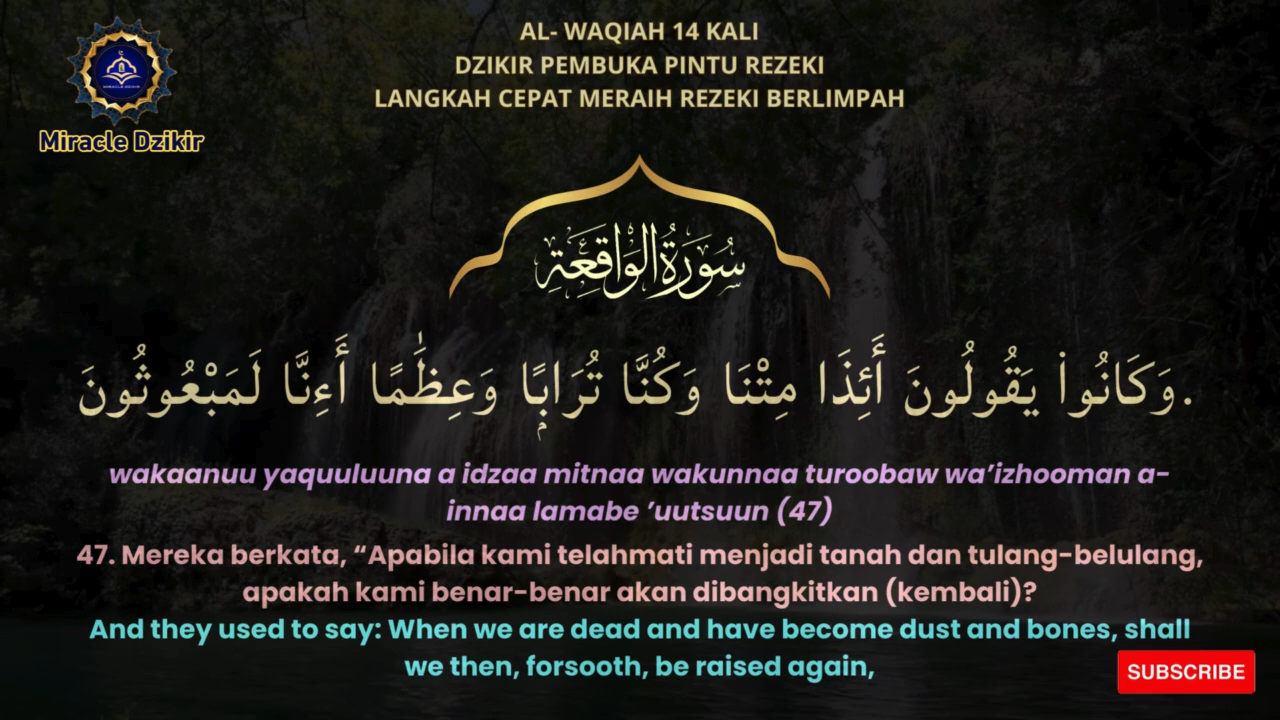 AL- WAQIAH 14 KALI
DZIKIR PEMBUKA PINTU REZEKI
LANGKAH CEPAT MERAIH REZEKI BERLIMPAH
MIRACLE DZIKIR
Miracle Dzikir
سُورَةُ الْوَاقِعَةِ
وَكَانُوا۟ يَقُولُونَ أَئِذَا مِتْنَا وَكُنَّا تُرَابًۭا وَعِظَٰمًا أَءِنَّا لَمَبْعُوثُونَ.
wakaanuu yaquuluuna a idzaa mitnaa wakunnaa turoobaw wa’izhooman a-
innaa lamabe ’uutsuun (47)
47. Mereka berkata, “Apabila kami telahmati menjadi tanah dan tulang-belulang,
apakah kami benar-benar akan dibangkitkan (kembali)?
And they used to say: When we are dead and have become dust and bones, shall
we then, forsooth, be raised again,
SUBSCRIBE